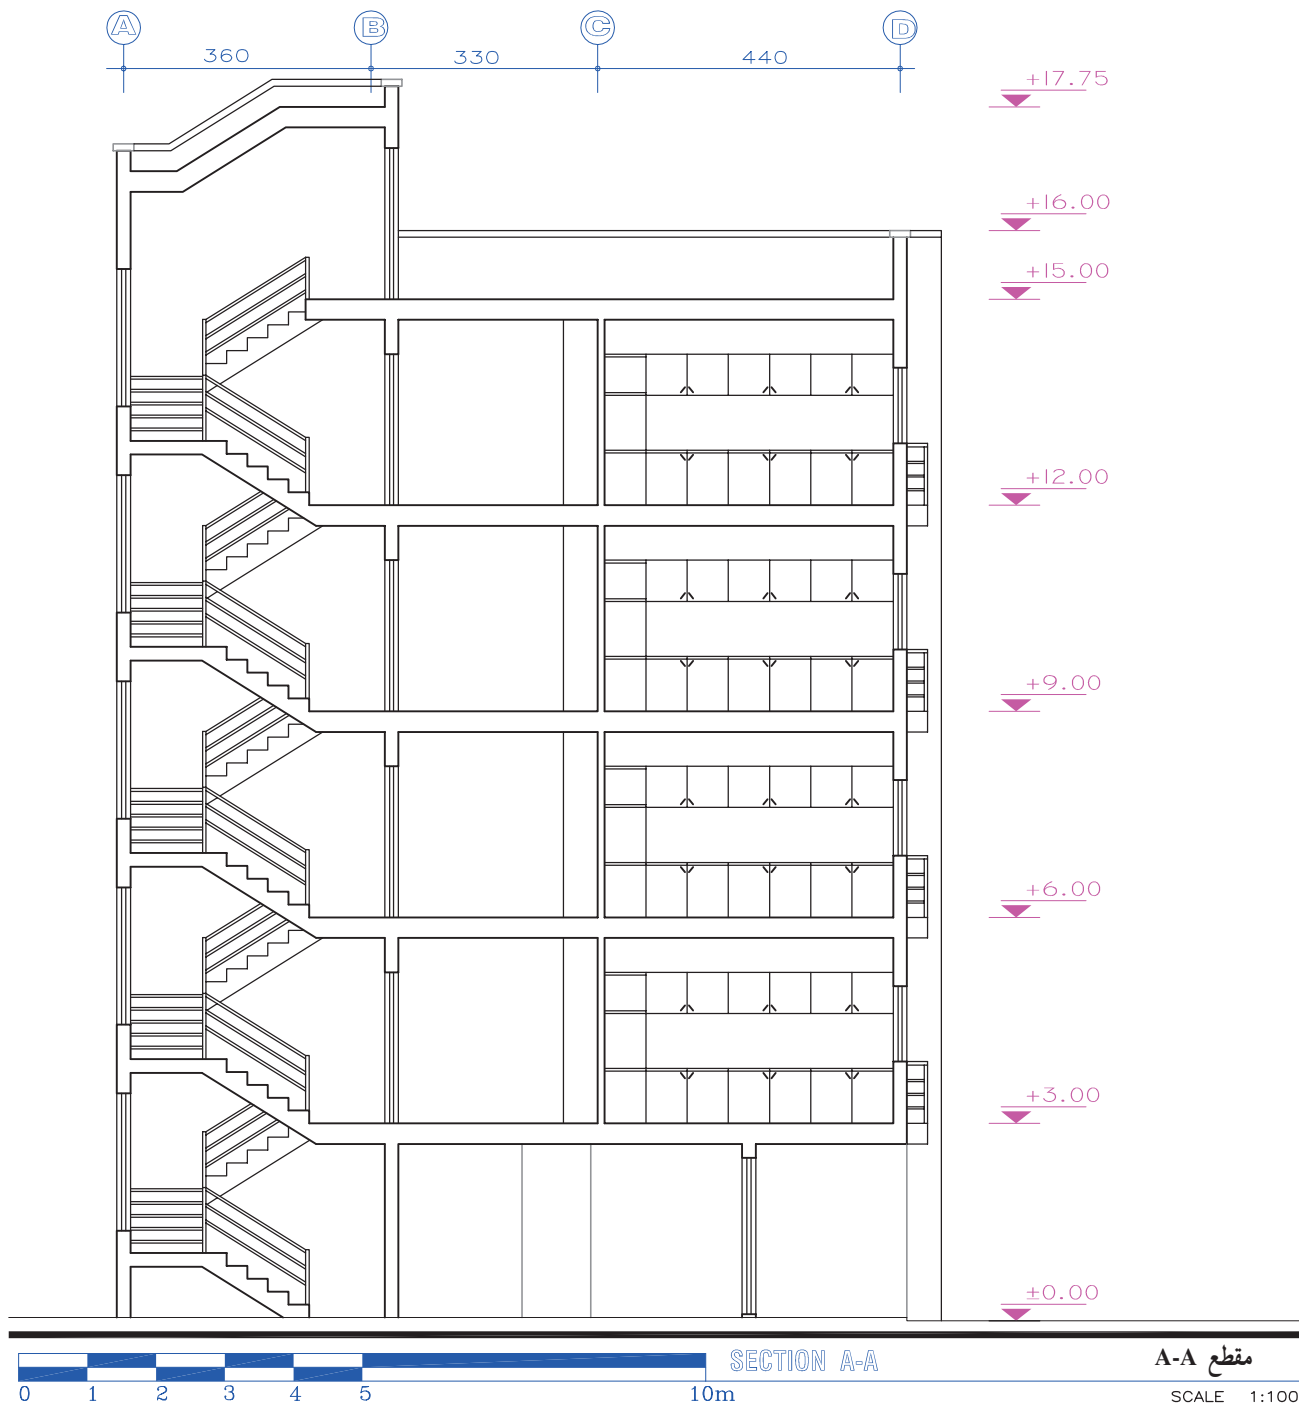 A B C D
360 330 440
+17.75
+16.00
+15.00
+12.00
+9.00
+6.00
+3.00
±0.00
SECTION A-A
مقطع A-A
0 1 2 3 4 5 10m
SCALE 1:100